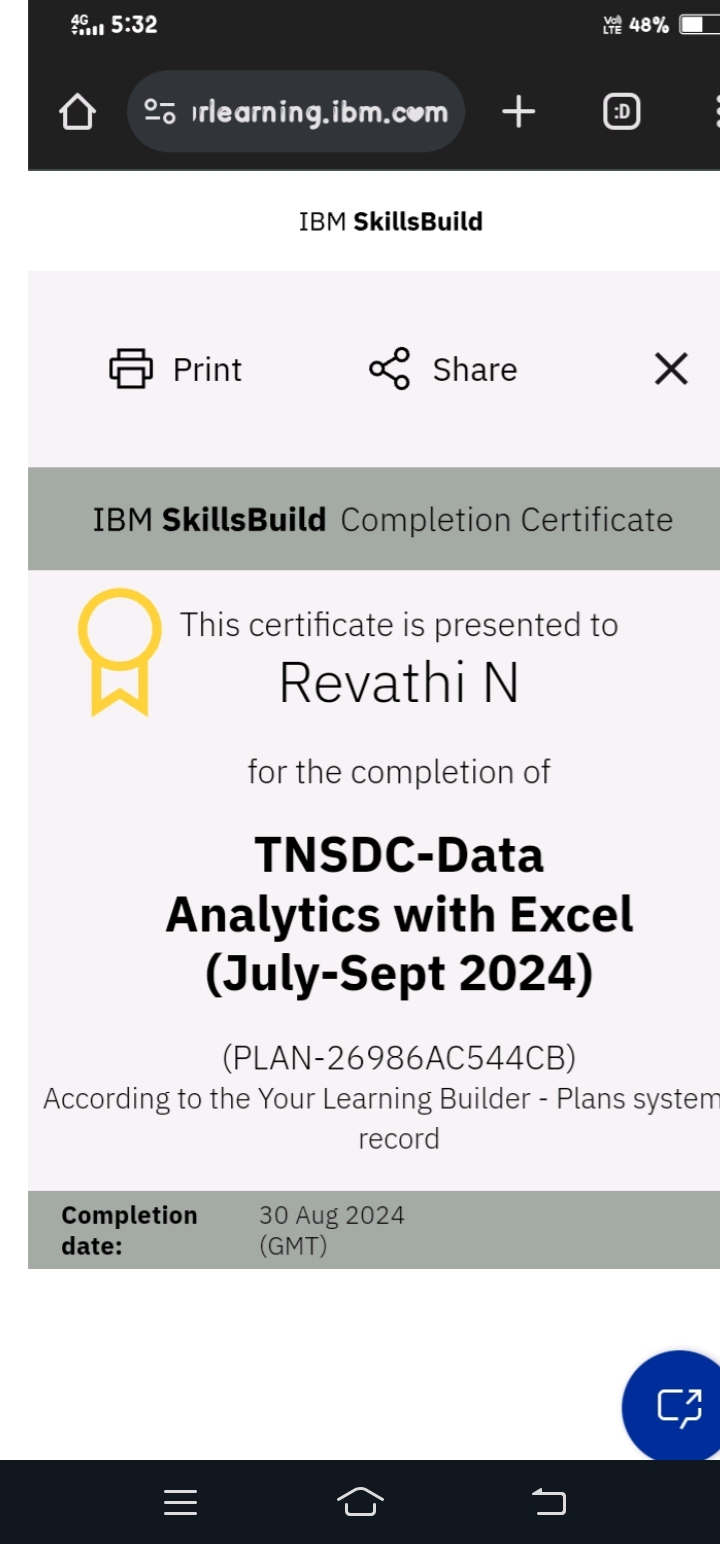 4G 5:32 Vo) LTE 48%
rlearning.ibm.com :D
IBM SkillsBuild
Print Share
IBM SkillsBuild Completion Certificate
This certificate is presented to
Revathi N
for the completion of
TNSDC-Data
Analytics with Excel
(July-Sept 2024)
(PLAN-26986AC544CB)
According to the Your Learning Builder - Plans system
record
Completion 30 Aug 2024
date: (GMT)